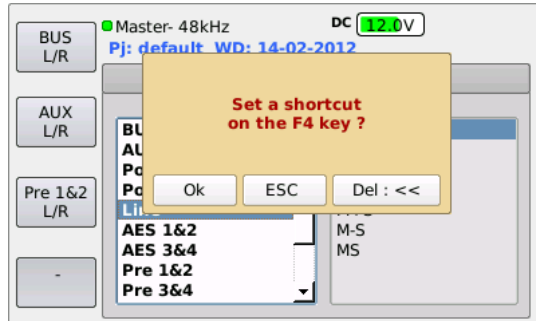 BUS
L/R
Master- 48kHz
DC 12.0V
Pj: default WD: 14-02-2012
AUX
L/R
Set a shortcut
on the F4 key ?
Ok
ESC
Del : <<
Pre 1&2
L/R
-
AES 1&2
AES 3&4
Pre 1&2
Pre 3&4
M-S
MS